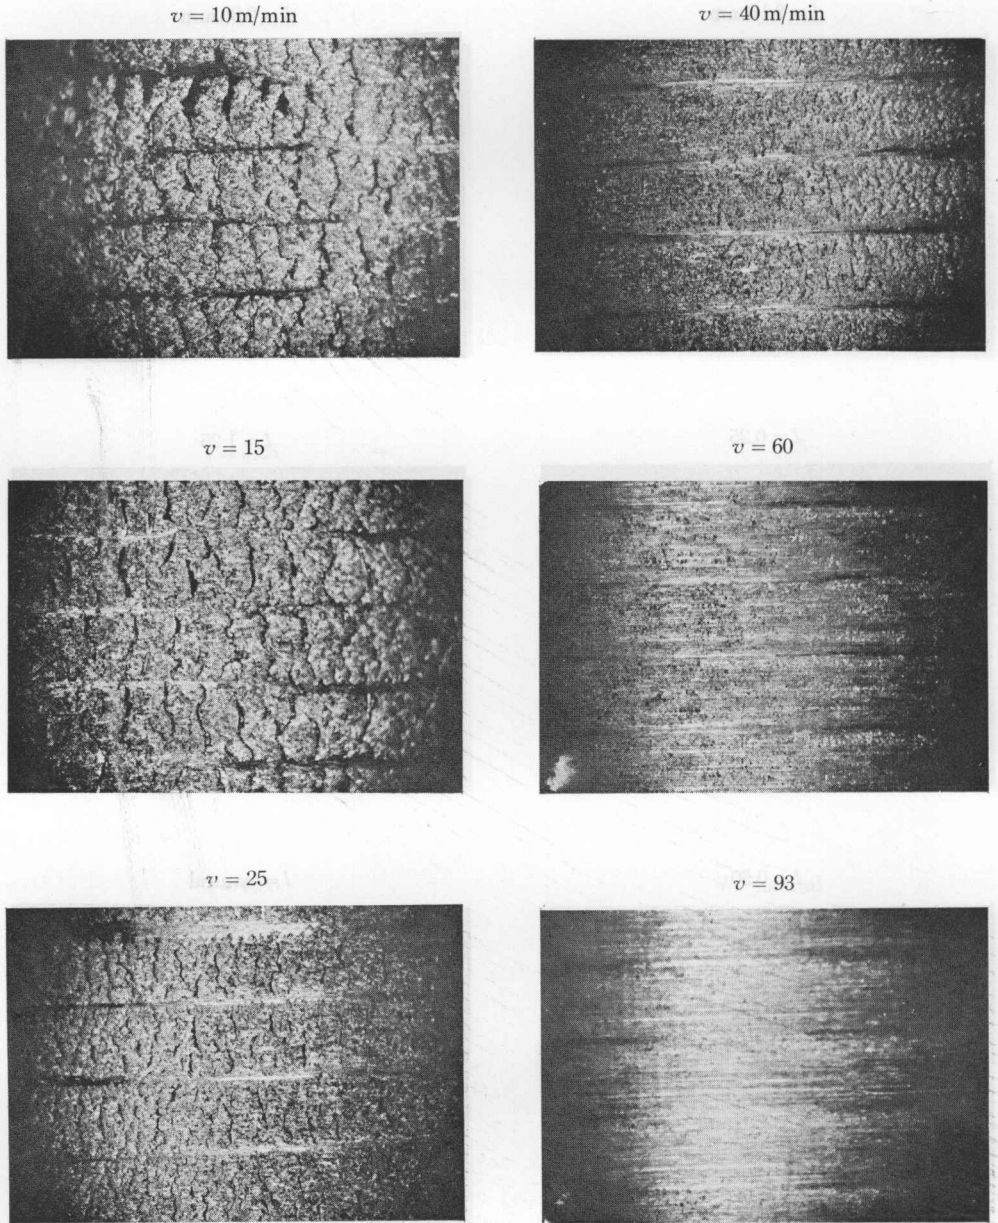 v = 10 m/min
v = 40 m/min
v = 15
v = 60
v = 25
v = 93